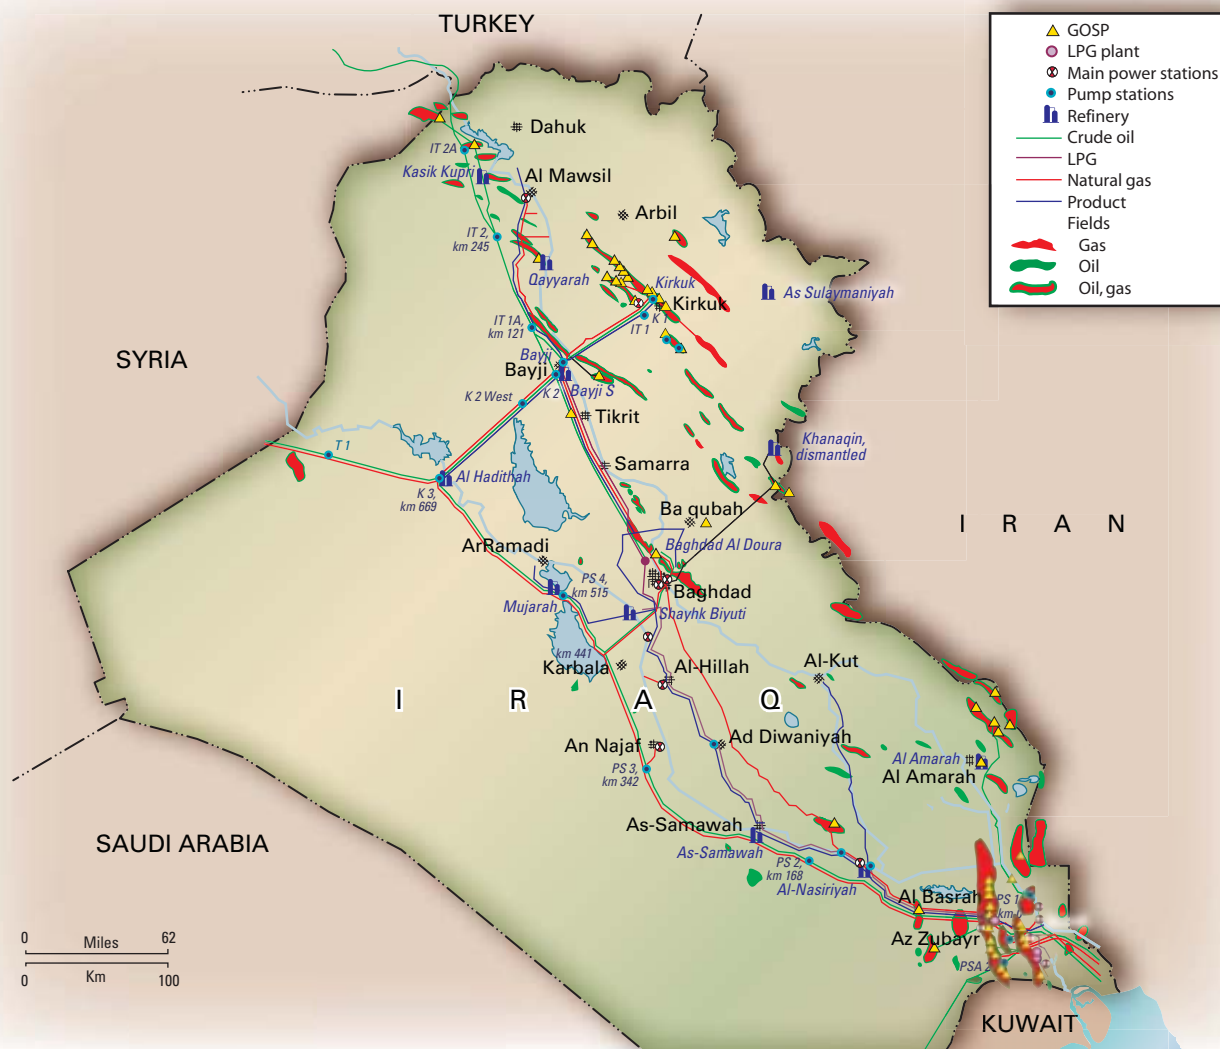 TURKEY
GOSP
LPG plant
Main power stations
Pump stations
Refinery
Crude oil
LPG
Natural gas
Product
Fields
Gas
Oil
Oil, gas
Dahuk
IT 2A
Kasik Kupri
Al Mawsil
Arbil
IT 2,
km 245
Qayyarah
Kirkuk
Kirkuk
As Sulaymaniyah
K 1
IT 1
IT 1A,
km 121
SYRIA
Bayji
Bayji
K 2
Bayji S
K 2 West
Tikrit
Khanaqin,
dismantled
T 1
Samarra
Al Hadithah
K 3,
km 669
Ba qubah
I R A N
ArRamadi
Baghdad Al Doura
PS 4,
km 515
Baghdad
Mujarah
Shayhk Biyuti
km 441
Karbala
Al-Hillah
Al-Kut
I R A Q
An Najaf
Ad Diwaniyah
PS 3,
km 342
Al Amarah
Al Amarah
As-Samawah
As-Samawah
SAUDI ARABIA
PS 2,
km 168
Al-Nasiriyah
Al Basrah
PS 1
km 0
Az Zubayr
PSA 2
0 Miles 62
0 Km 100
KUWAIT